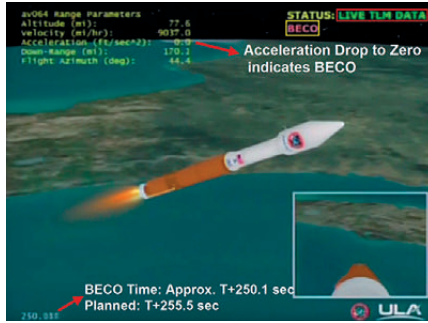 av064 Range Parameters
Altitude (mi): 77.6
Velocity (mi/hr): 9037.0
Acceleration (ft/sec^2): 0.0
Down-Range (mi): 170.1
Flight Azimuth (deg): 44.4
STATUS: LIVE TLM DATA
BECO
Acceleration Drop to Zero
indicates BECO
BECO Time: Approx. T+250.1 sec
Planned: T+255.5 sec
ULA